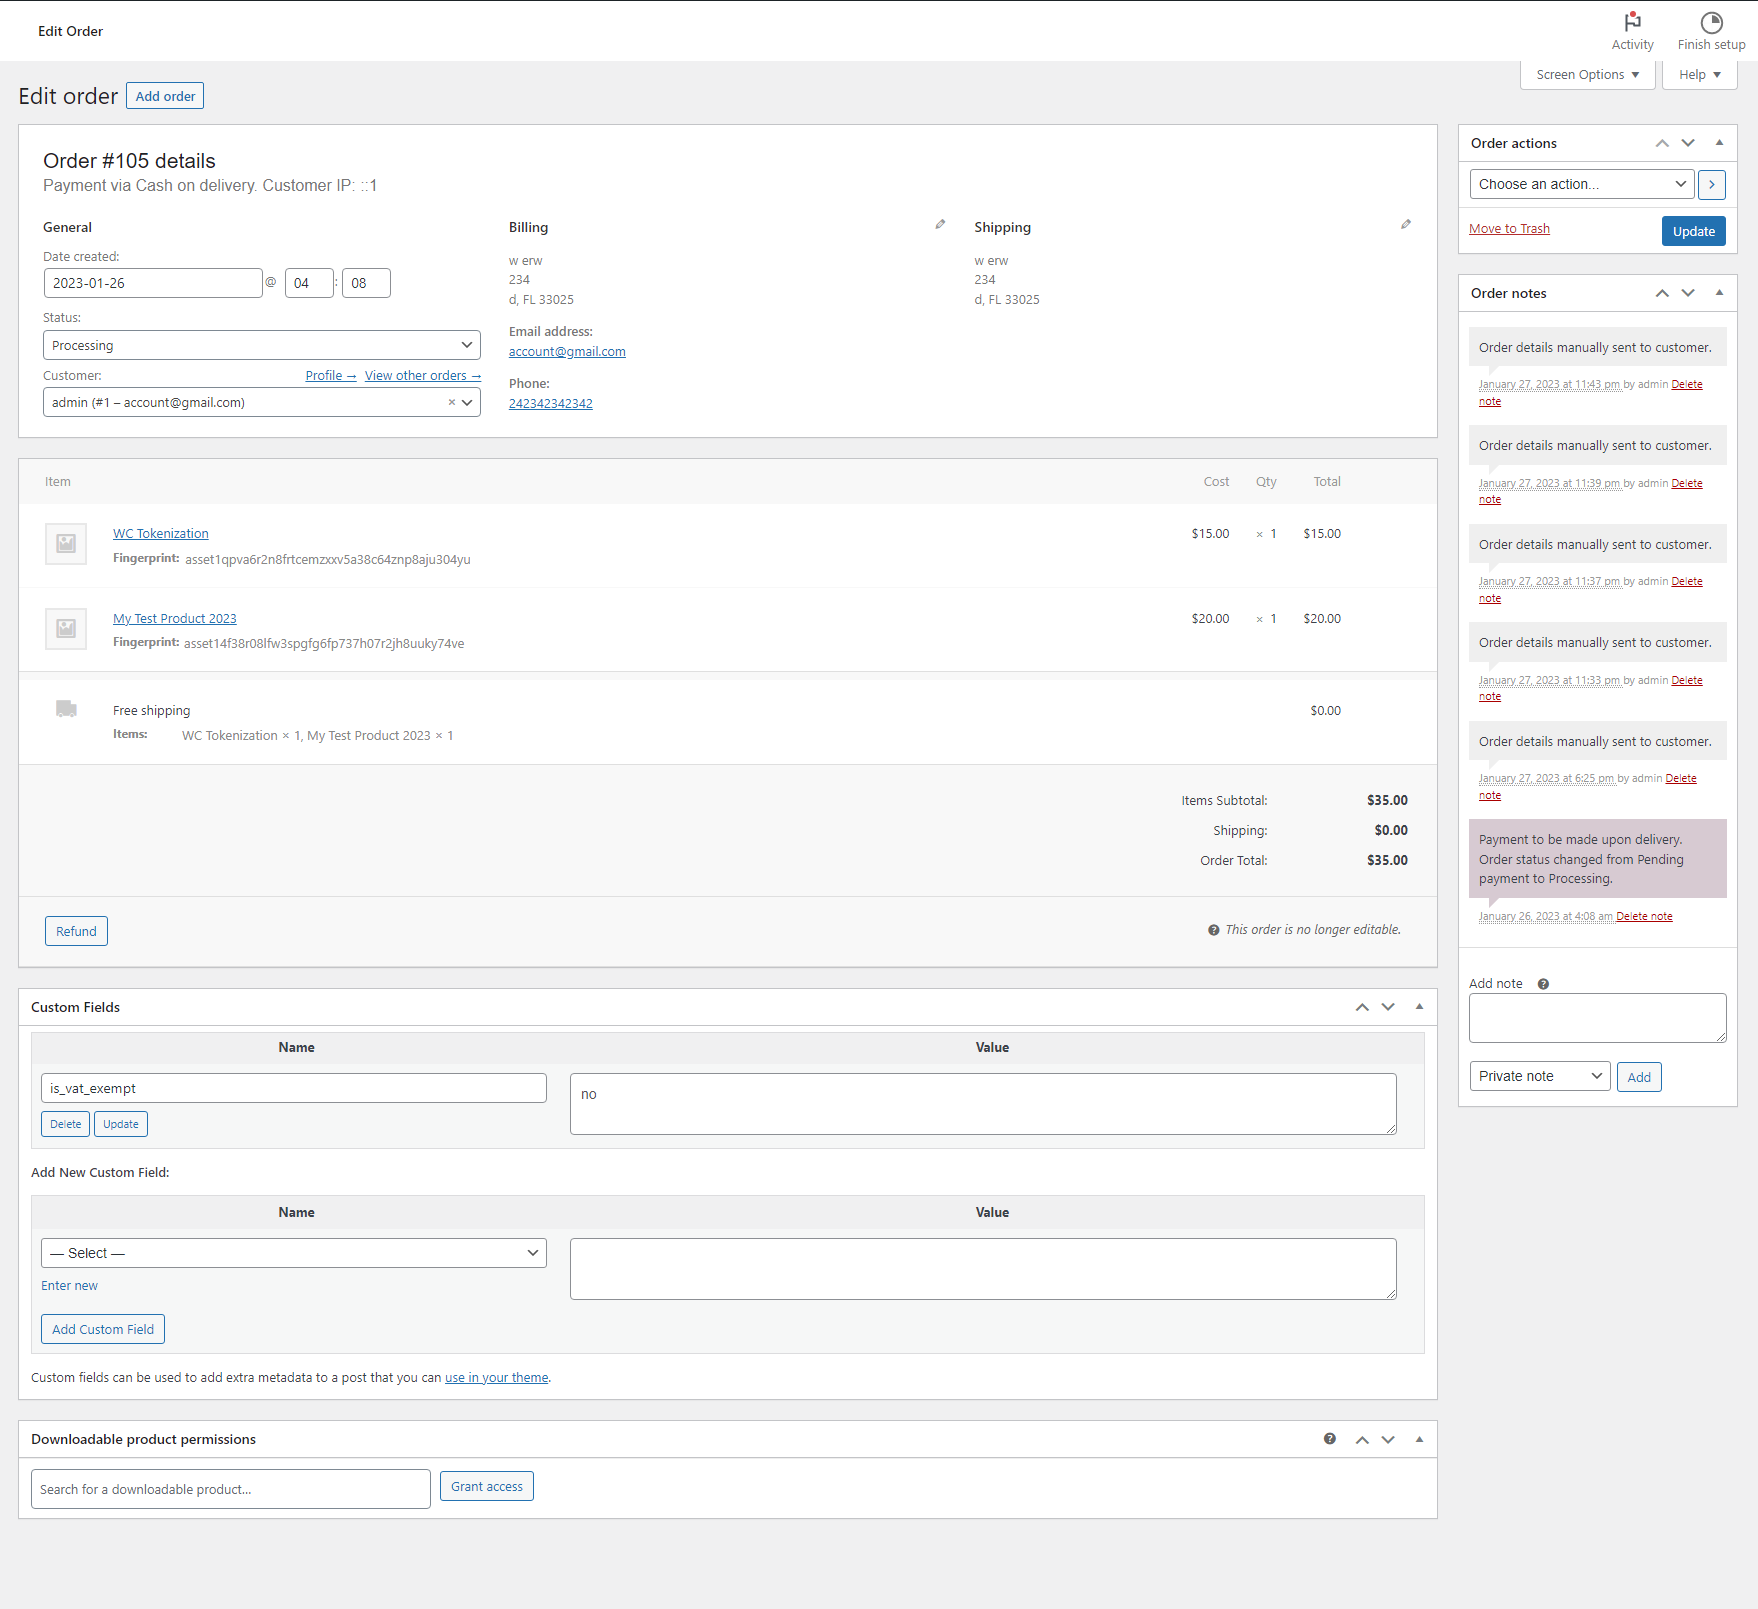 Edit Order
Activity
Finish setup
Screen Options ▼
Help ▼
Edit order
Add order
Order #105 details
Payment via Cash on delivery. Customer IP: ::1
General
Date created:
2023-01-26 @ 04 : 08
Status:
Processing
Customer:
Profile →
View other orders →
admin (#1 – account@gmail.com) ×
Billing
w erw
234
d, FL 33025
Email address:
account@gmail.com
Phone:
242342342342
Shipping
w erw
234
d, FL 33025
Item Cost Qty Total
WC Tokenization $15.00 × 1 $15.00
Fingerprint: asset1qpva6r2n8frtcemzxxv5a38c64znp8aju304yu
My Test Product 2023 $20.00 × 1 $20.00
Fingerprint: asset14f38r08lfw3spgfg6fp737h07r2jh8uuky74ve
Free shipping $0.00
Items: WC Tokenization × 1, My Test Product 2023 × 1
Items Subtotal: $35.00
Shipping: $0.00
Order Total: $35.00
Refund
This order is no longer editable.
Custom Fields
Name Value
is_vat_exempt
no
Delete
Update
Add New Custom Field:
Name Value
— Select —
Enter new
Add Custom Field
Custom fields can be used to add extra metadata to a post that you can use in your theme.
Downloadable product permissions
Search for a downloadable product...
Grant access
Order actions
Choose an action...
Move to Trash
Update
Order notes
Order details manually sent to customer.
January 27, 2023 at 11:43 pm by admin Delete
note
Order details manually sent to customer.
January 27, 2023 at 11:39 pm by admin Delete
note
Order details manually sent to customer.
January 27, 2023 at 11:37 pm by admin Delete
note
Order details manually sent to customer.
January 27, 2023 at 11:33 pm by admin Delete
note
Order details manually sent to customer.
January 27, 2023 at 6:25 pm by admin Delete
note
Payment to be made upon delivery.
Order status changed from Pending
payment to Processing.
January 26, 2023 at 4:08 am Delete note
Add note
Private note
Add